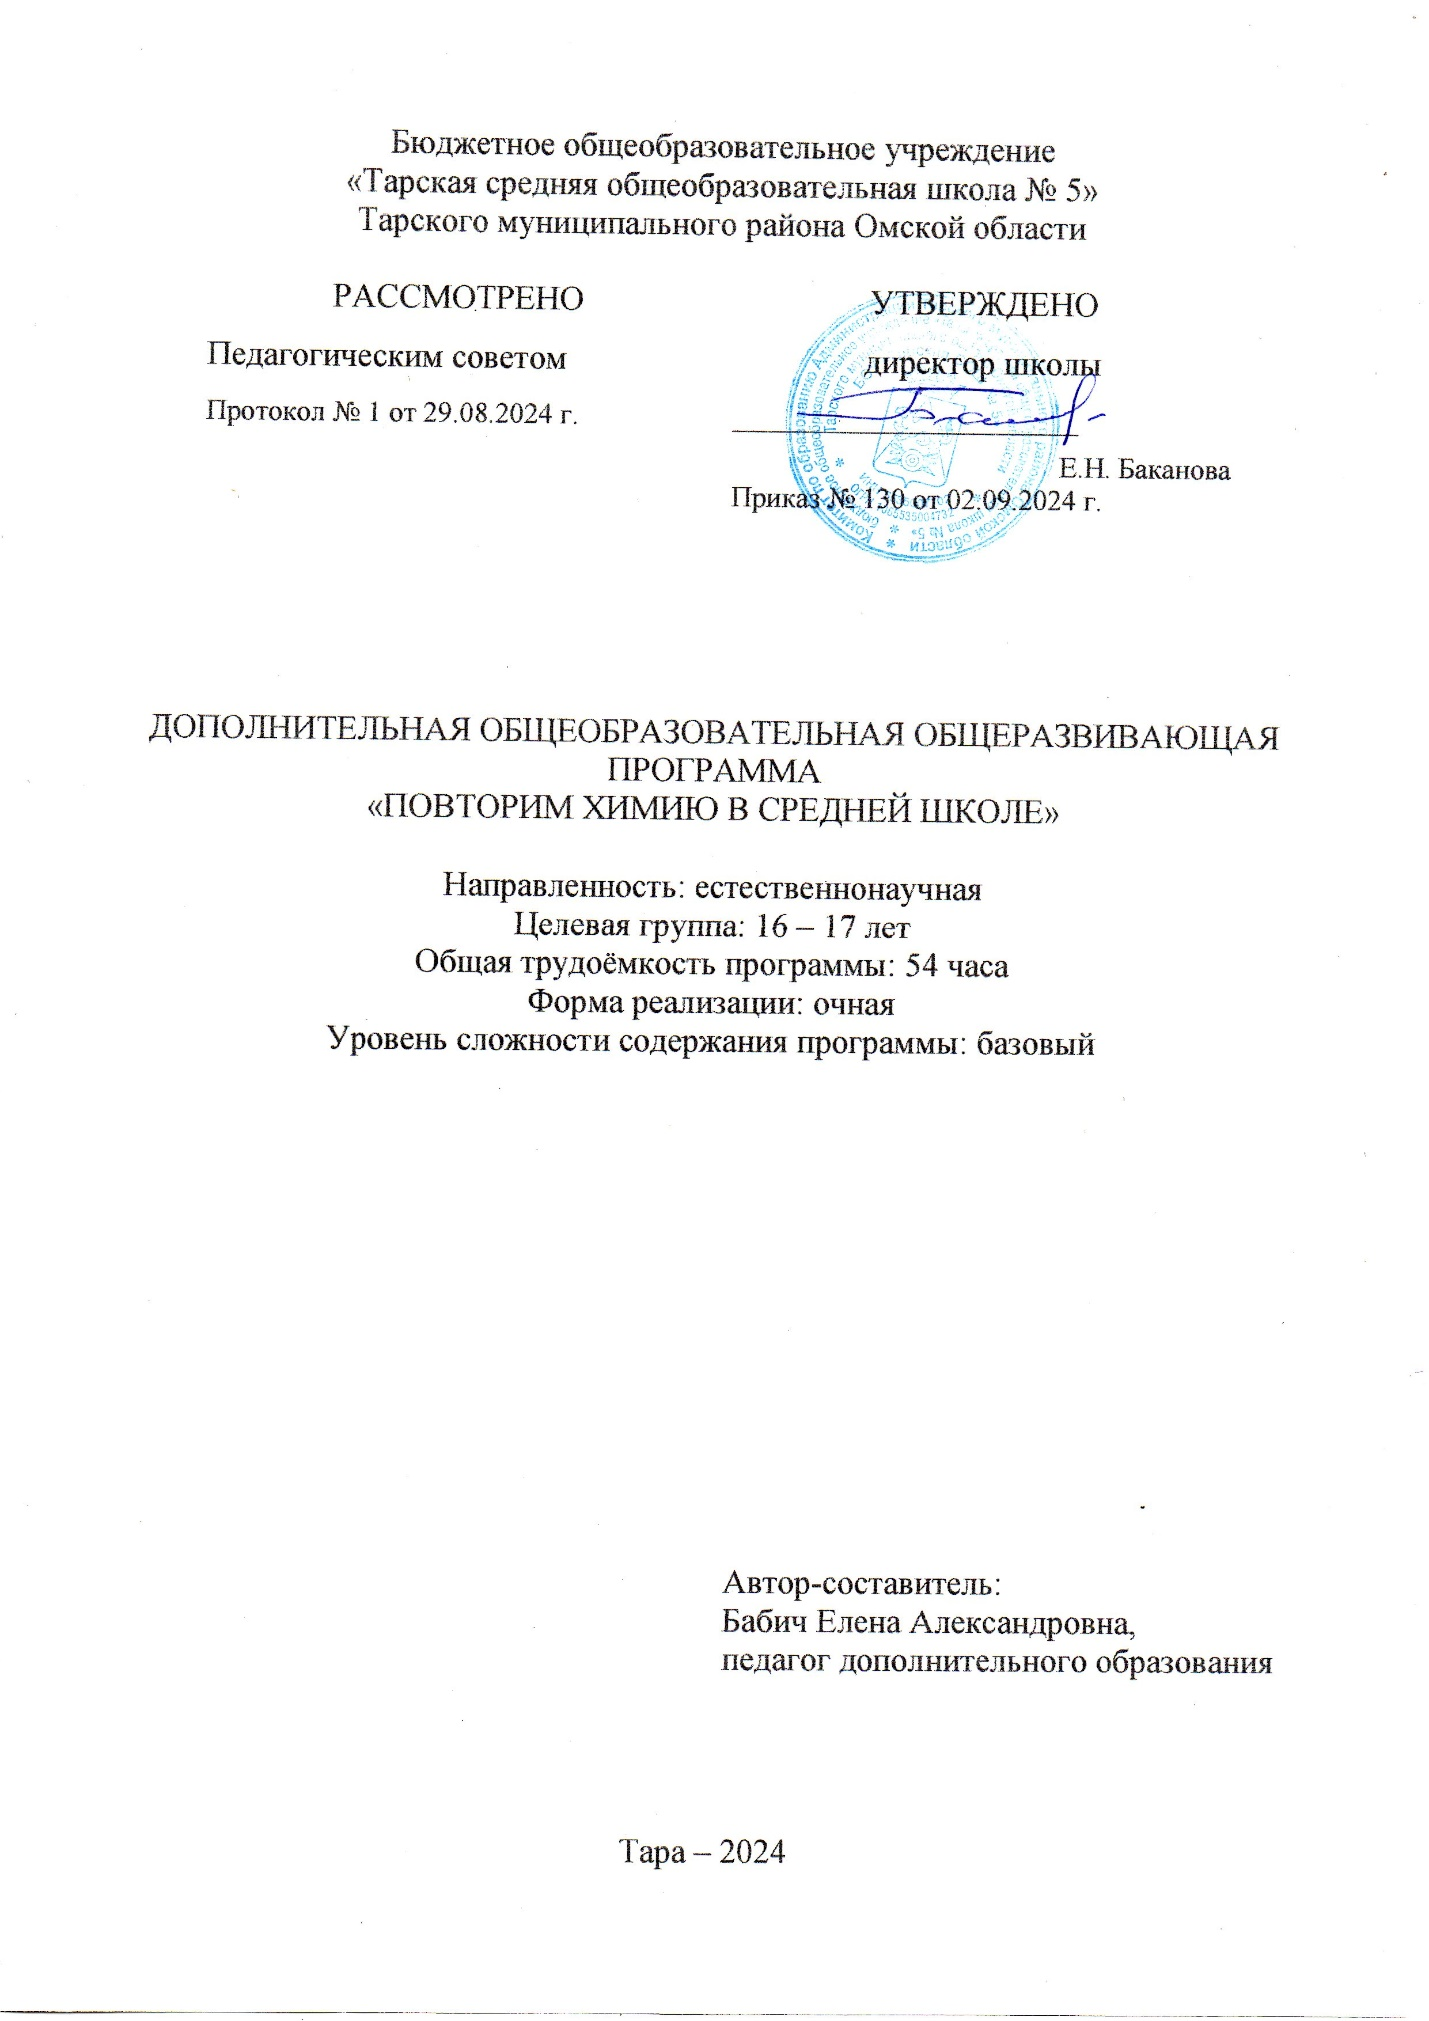 Бюджетное общеобразовательное учреждение
«Тарская средняя общеобразовательная школа № 5»
Тарского муниципального района Омской области
РАССМОТРЕНО
Педагогическим советом
Протокол № 1 от 29.08.2024 г.
УТВЕРЖДЕНО
директор школы
Е.Н. Баканова
Приказ № 130 от 02.09.2024 г.
ДОПОЛНИТЕЛЬНАЯ ОБЩЕОБРАЗОВАТЕЛЬНАЯ ОБЩЕРАЗВИВАЮЩАЯ
ПРОГРАММА
«ПОВТОРИМ ХИМИЮ В СРЕДНЕЙ ШКОЛЕ»
Направленность: естественнонаучная
Целевая группа: 16 – 17 лет
Общая трудоёмкость программы: 54 часа
Форма реализации: очная
Уровень сложности содержания программы: базовый
Автор-составитель:
Бабич Елена Александровна,
педагог дополнительного образования
Тара – 2024